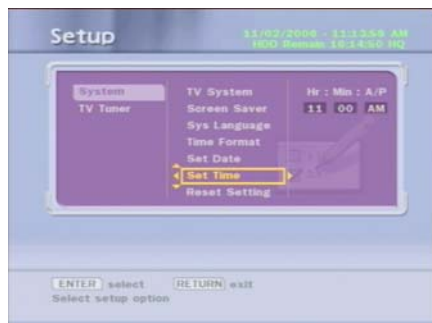 Setup
11/02/2008 - 11:13:59 AM
HDD Remain 10:14:50 HQ
System
TV Tuner
TV System
Screen Saver
Sys Language
Time Format
Set Date
Set Time
Reset Setting
Hr : Min : A/P
11 00 AM
ENTER select RETURN exit
Select setup option